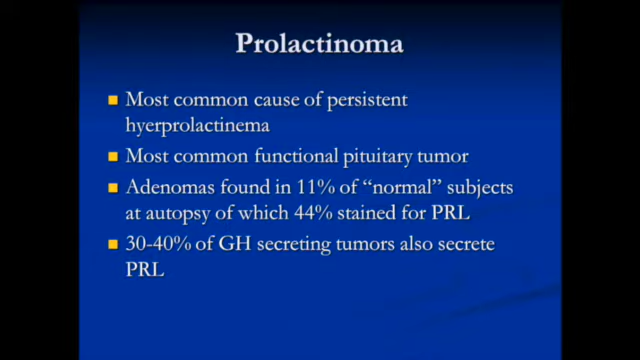 Prolactinoma
Most common cause of persistent
hyerprolactinema
Most common functional pituitary tumor
Adenomas found in 11% of “normal” subjects
at autopsy of which 44% stained for PRL
30-40% of GH secreting tumors also secrete
PRL